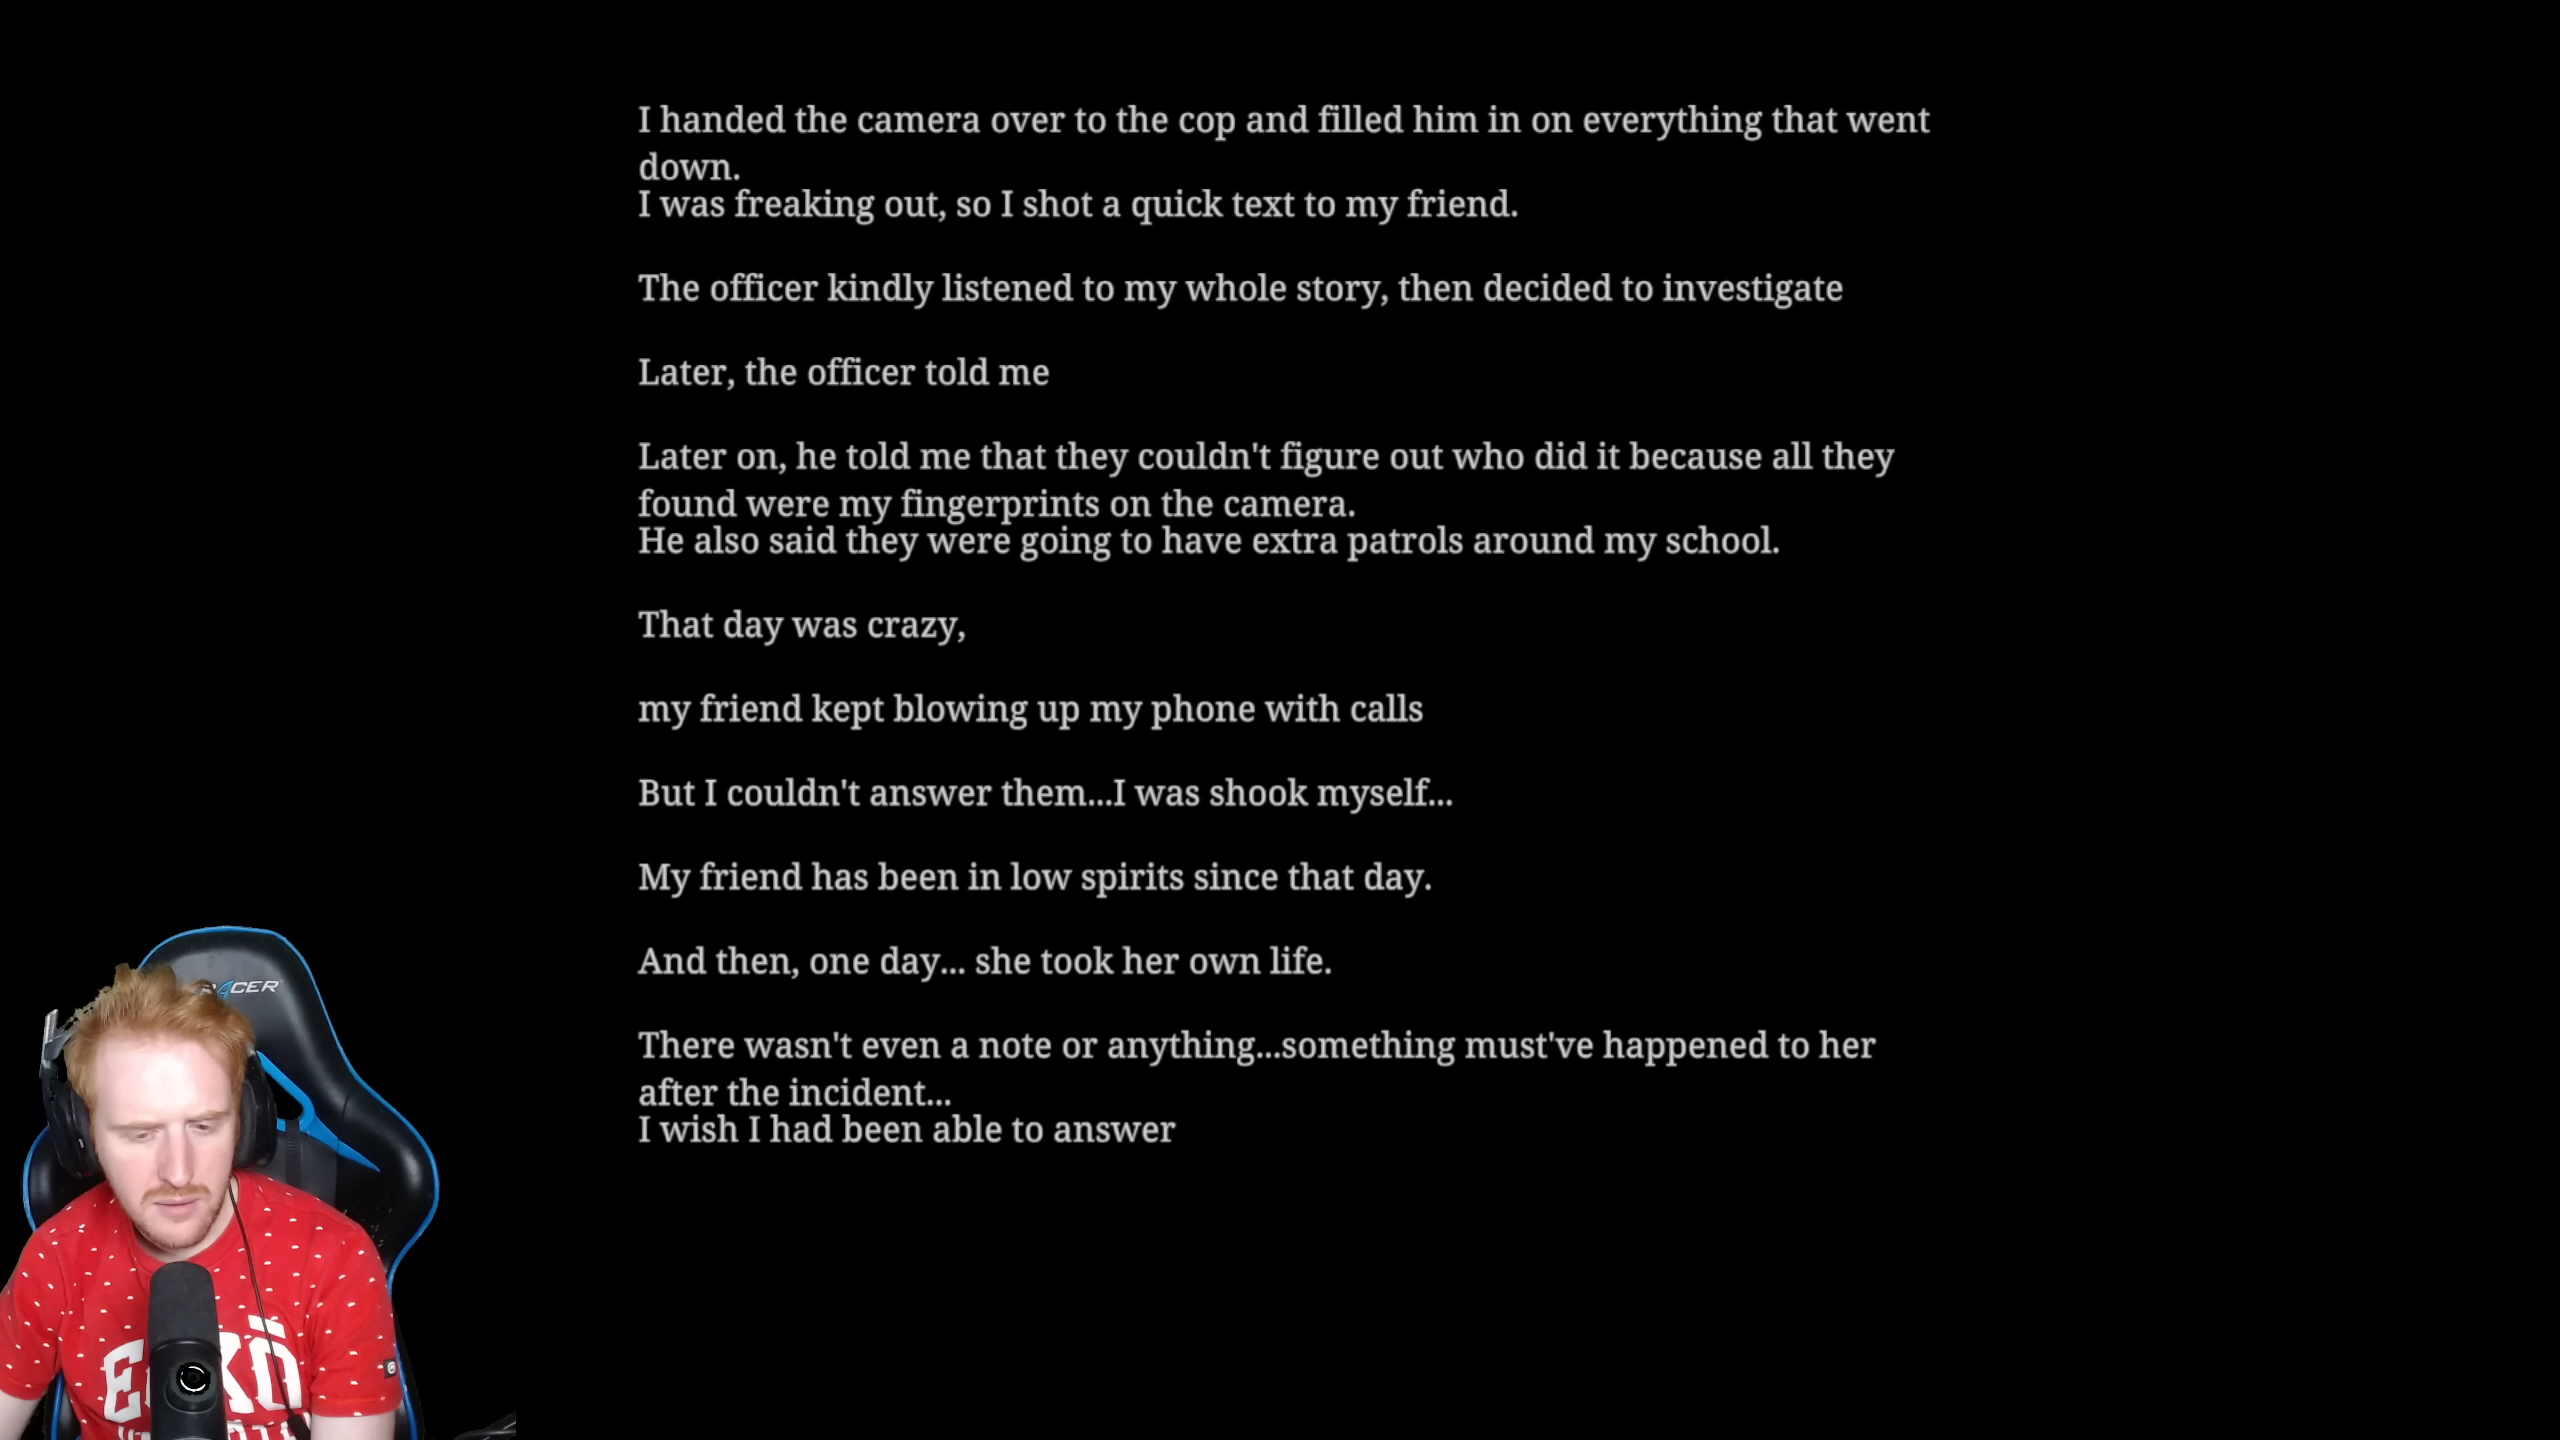 I handed the camera over to the cop and filled him in on everything that went
down.
I was freaking out, so I shot a quick text to my friend.
The officer kindly listened to my whole story, then decided to investigate
Later, the officer told me
Later on, he told me that they couldn't figure out who did it because all they
found were my fingerprints on the camera.
He also said they were going to have extra patrols around my school.
That day was crazy,
my friend kept blowing up my phone with calls
But I couldn't answer them...I was shook myself...
My friend has been in low spirits since that day.
And then, one day... she took her own life.
There wasn't even a note or anything...something must've happened to her
after the incident...
I wish I had been able to answer